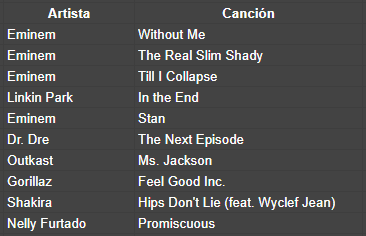 Artista Canción
Eminem Without Me
Eminem The Real Slim Shady
Eminem Till I Collapse
Linkin Park In the End
Eminem Stan
Dr. Dre The Next Episode
Outkast Ms. Jackson
Gorillaz Feel Good Inc.
Shakira Hips Don't Lie (feat. Wyclef Jean)
Nelly Furtado Promiscuous